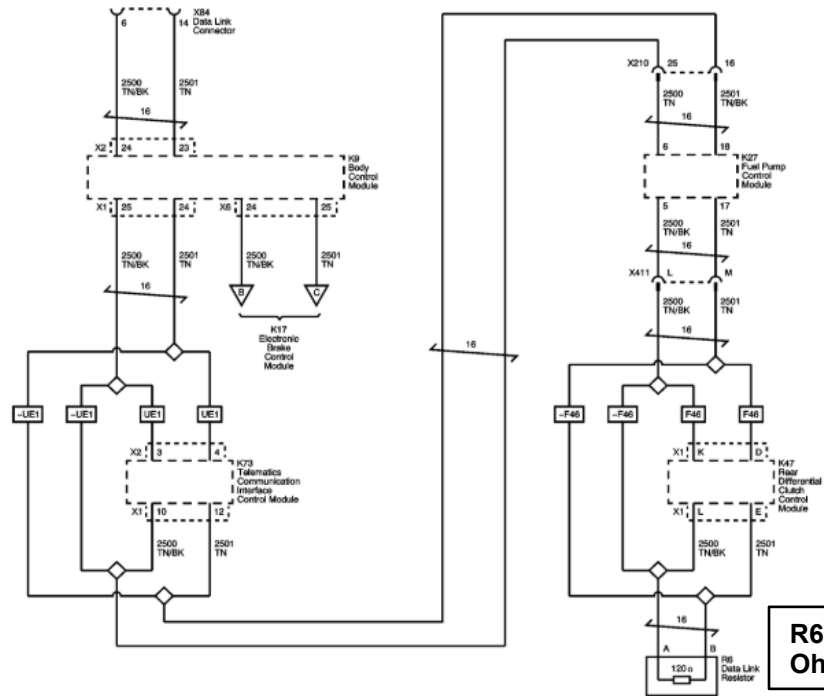 X84
Data Link
Connector
6
14
2500
TN/BK
2501
TN
16
X2
24
23
K9
Body
Control
Module
X1
25
24
X6
24
25
2500
TN/BK
2501
TN
16
2500
TN/BK
2501
TN
B
C
K17
Electronic
Brake
Control
Module
~UE1
~UE1
UE1
UE1
X2
3
4
K73
Telematics
Communication
Interface
Control Module
X1
10
12
2500
TN/BK
2501
TN
16
X210
25
16
2500
TN
2501
TN/BK
16
6
18
K27
Fuel Pump
Control
Module
5
17
2500
TN/BK
2501
TN
16
X411
L
M
2500
TN/BK
2501
TN
16
~F46
~F46
F46
F46
X1
K
D
K47
Rear
Differential
Clutch
Control
Module
X1
L
E
2500
TN/BK
2501
TN
16
A
B
R6
Data Link
Resistor
120 Ω
R6
Oh